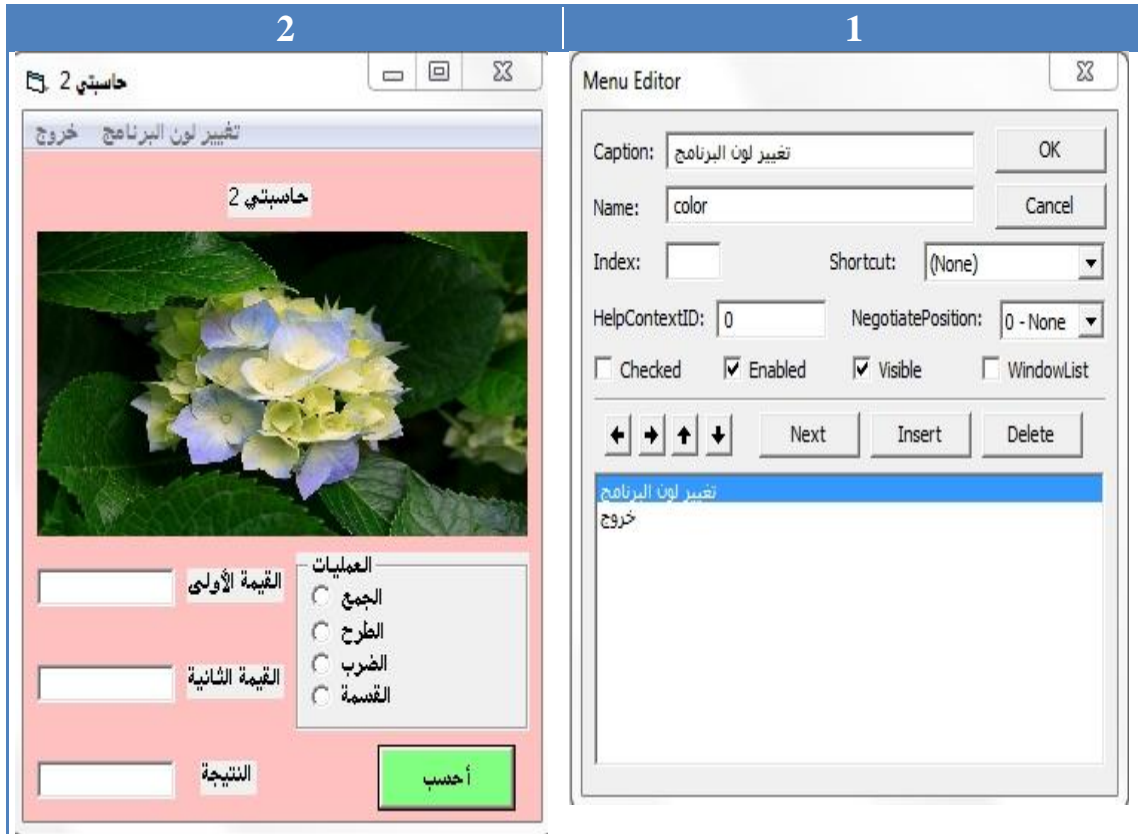 1
Menu Editor
Caption: تغيير لون البرنامج OK
Name: color Cancel
Index: Shortcut: (None)
HelpContextID: 0 NegotiatePosition: 0 - None
Checked Enabled Visible WindowList
Next Insert Delete
تغيير لون البرنامج
خروج
2
حاسبتي 2
تغيير لون البرنامج خروج
حاسبتي 2
العمليات
الجمع
الطرح
الضرب
القسمة
القيمة الأولى
القيمة الثانية
النتيجة
أحسب